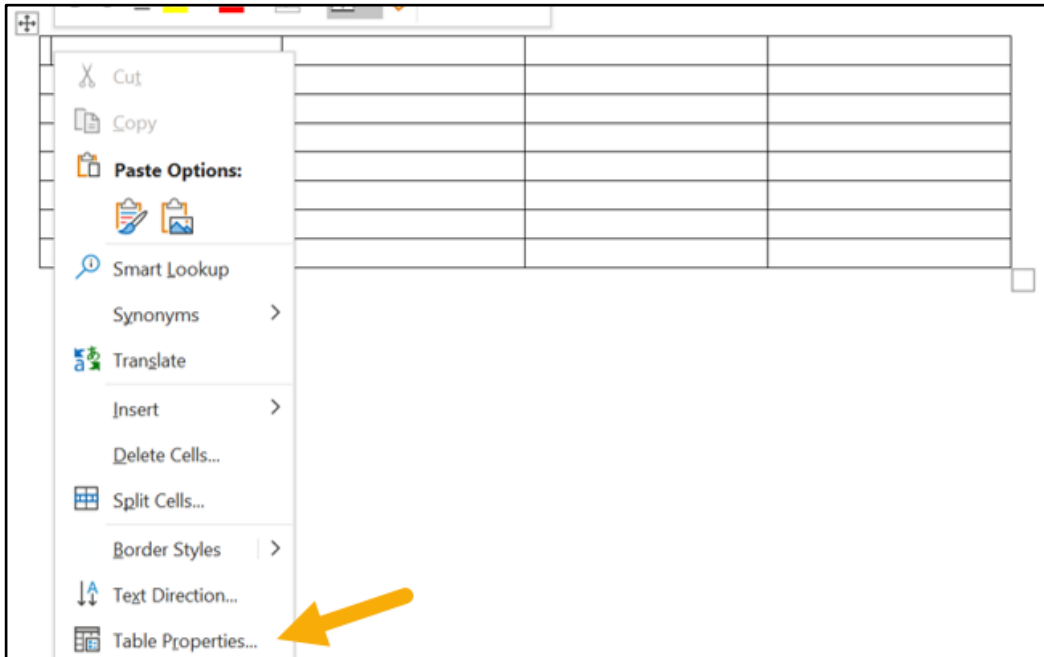 Cut
Copy
Paste Options:
Smart Lookup
Synonyms
Translate
Insert
Delete Cells...
Split Cells...
Border Styles
Text Direction...
Table Properties...